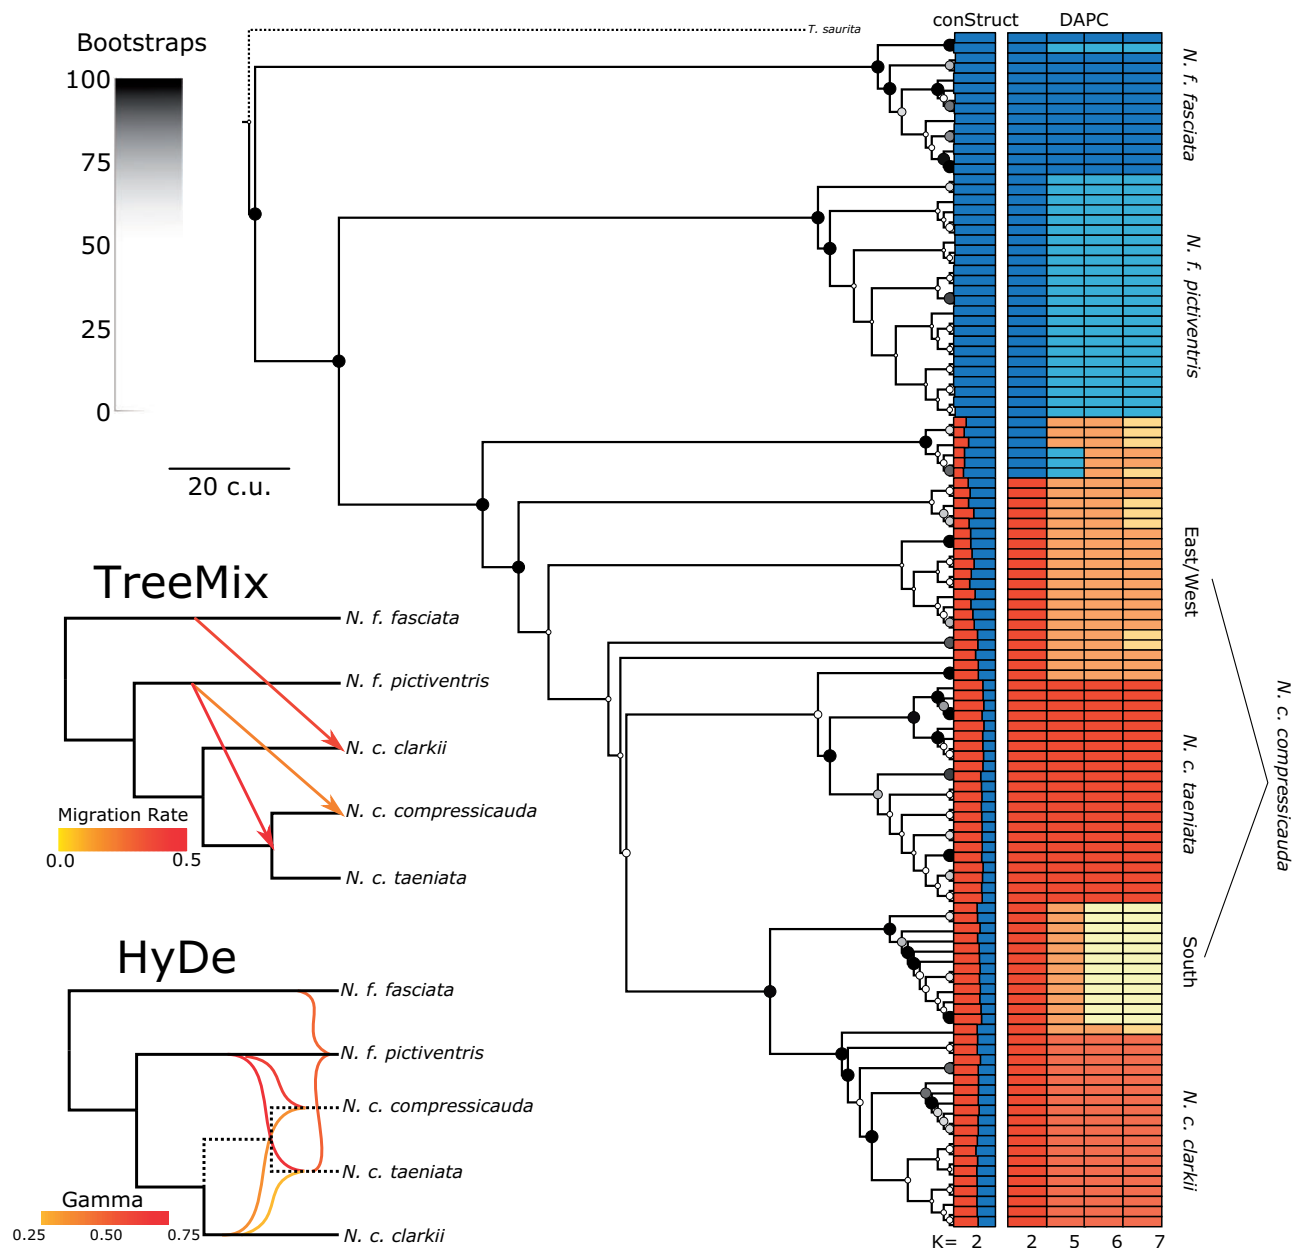 conStruct DAPC
T. saurita
Bootstraps
100
75
50
25
0
20 c.u.
N. f. fasciata
N. f. pictiventris
East/West
N. c. taeniata
South
N. c. clarkii
N. c. compressicauda
TreeMix
N. f. fasciata
N. f. pictiventris
N. c. clarkii
N. c. compressicauda
N. c. taeniata
Migration Rate
0.0 0.5
HyDe
N. f. fasciata
N. f. pictiventris
N. c. compressicauda
N. c. taeniata
N. c. clarkii
Gamma
0.25 0.50 0.75
K= 2 2 5 6 7